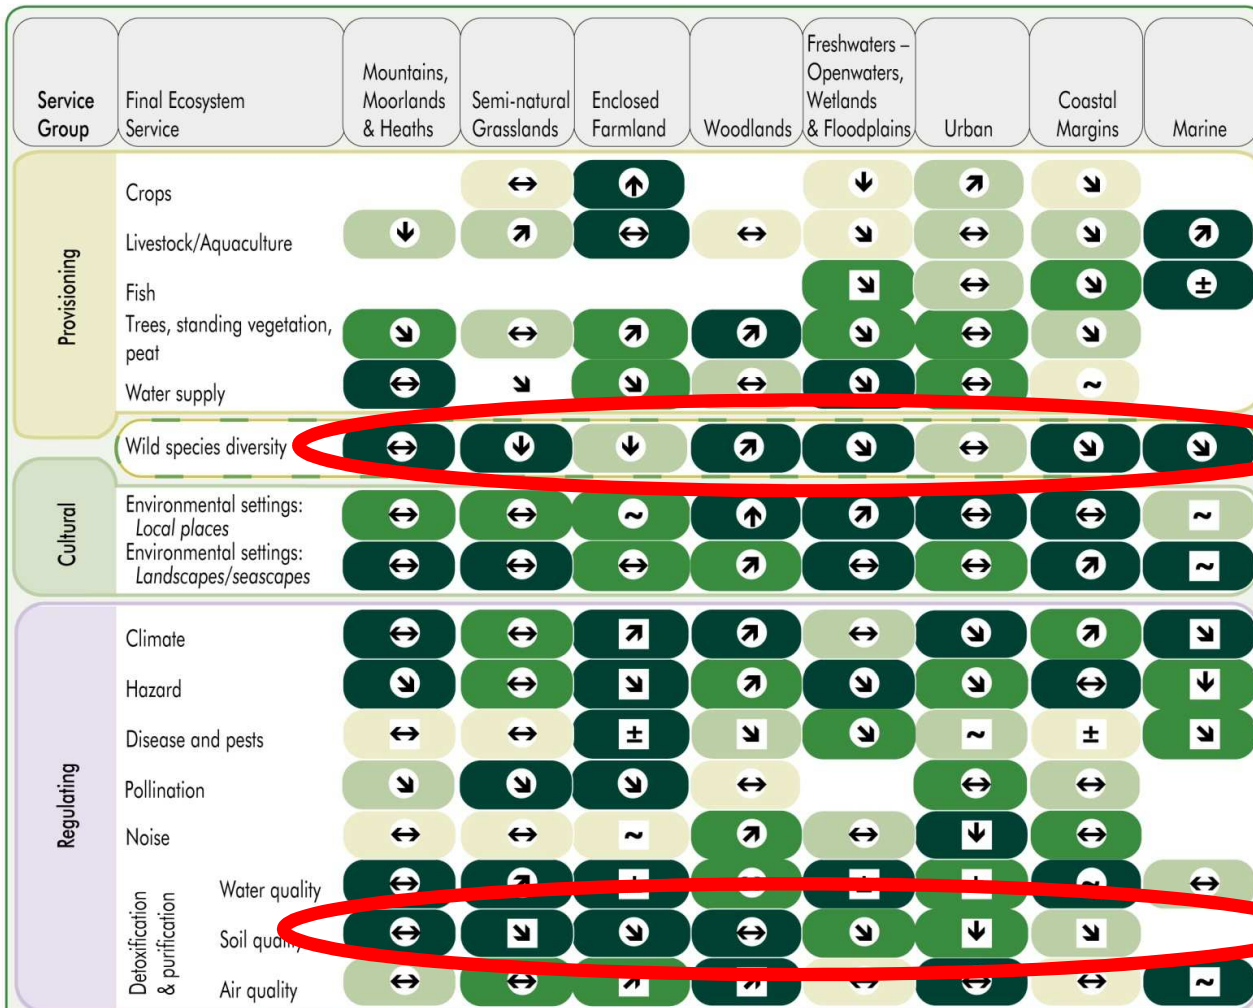 Service
Group
Final Ecosystem
Service
Mountains,
Moorlands
& Heaths
Semi-natural
Grasslands
Enclosed
Farmland
Woodlands
Freshwaters –
Openwaters,
Wetlands
& Floodplains
Urban
Coastal
Margins
Marine
Provisioning
Crops
↔ ↑ ↓ ↗ ↘
Livestock/Aquaculture
↓ ↗ ↔ ↔ ↘ ↔ ↘ ↗
Fish
↘ ↔ ↘ ±
Trees, standing vegetation,
peat
↘ ↔ ↗ ↗ ↘ ↔ ↘
Water supply
↔ ↘ ↘ ↔ ↘ ↔ ~
Wild species diversity
↔ ↓ ↓ ↗ ↘ ↔ ↘ ↘
Cultural
Environmental settings:
Local places
↔ ↔ ~ ↑ ↗ ↔ ↔ ~
Environmental settings:
Landscapes/seascapes
↔ ↔ ↔ ↗ ↔ ↔ ↗ ~
Regulating
Climate
↔ ↔ ↗ ↗ ↔ ↘ ↗ ↘
Hazard
↘ ↔ ↘ ↗ ↘ ↘ ↔ ↓
Disease and pests
↔ ↔ ± ↘ ↘ ~ ± ↘
Pollination
↘ ↘ ↘ ↔ ↔ ↔
Noise
↔ ↔ ~ ↗ ↔ ↓ ↔
Detoxification
& purification
Water quality
↔ ↗ ± ± ~ ↔
Soil quality
↔ ↘ ↘ ↔ ↘ ↓ ↘
Air quality
↔ ↔ ↗ ↗ ↔ ↔ ↔ ~